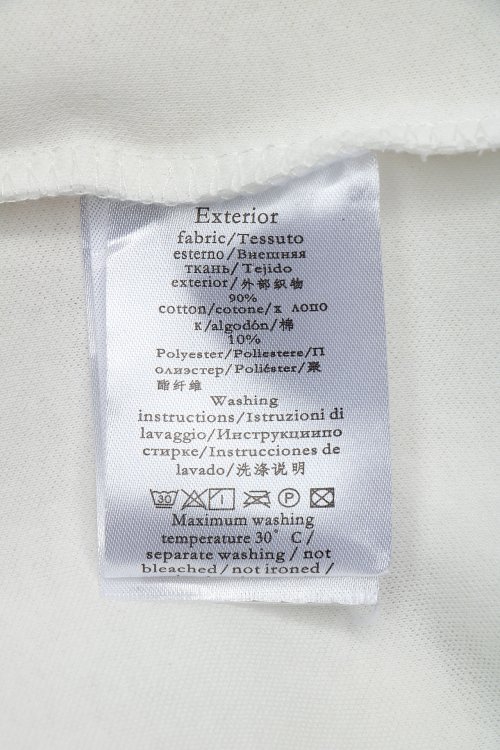 Exterior
fabric/Tessuto
esterno/Внешняя
ткань/Tejido
exterior/外部织物
90%
cotton/cotone/х лопо
к/algodón/棉
10%
Polyester/Poliestere/П
олиэстер/Poliéster/聚
酯纤维
Washing
instructions/Istruzioni di
lavaggio/Инструкциипо
стирке/Instrucciones de
lavado/洗涤说明
30 P
Maximum washing
temperature 30° C/
separate washing/not
bleached/not ironed/